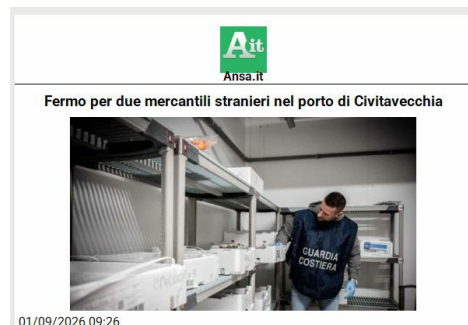 Ait
Ansa.it
Fermo per due mercantili stranieri nel porto di Civitavecchia
GUARDIA
COSTIERA
01/09/2026 09:26